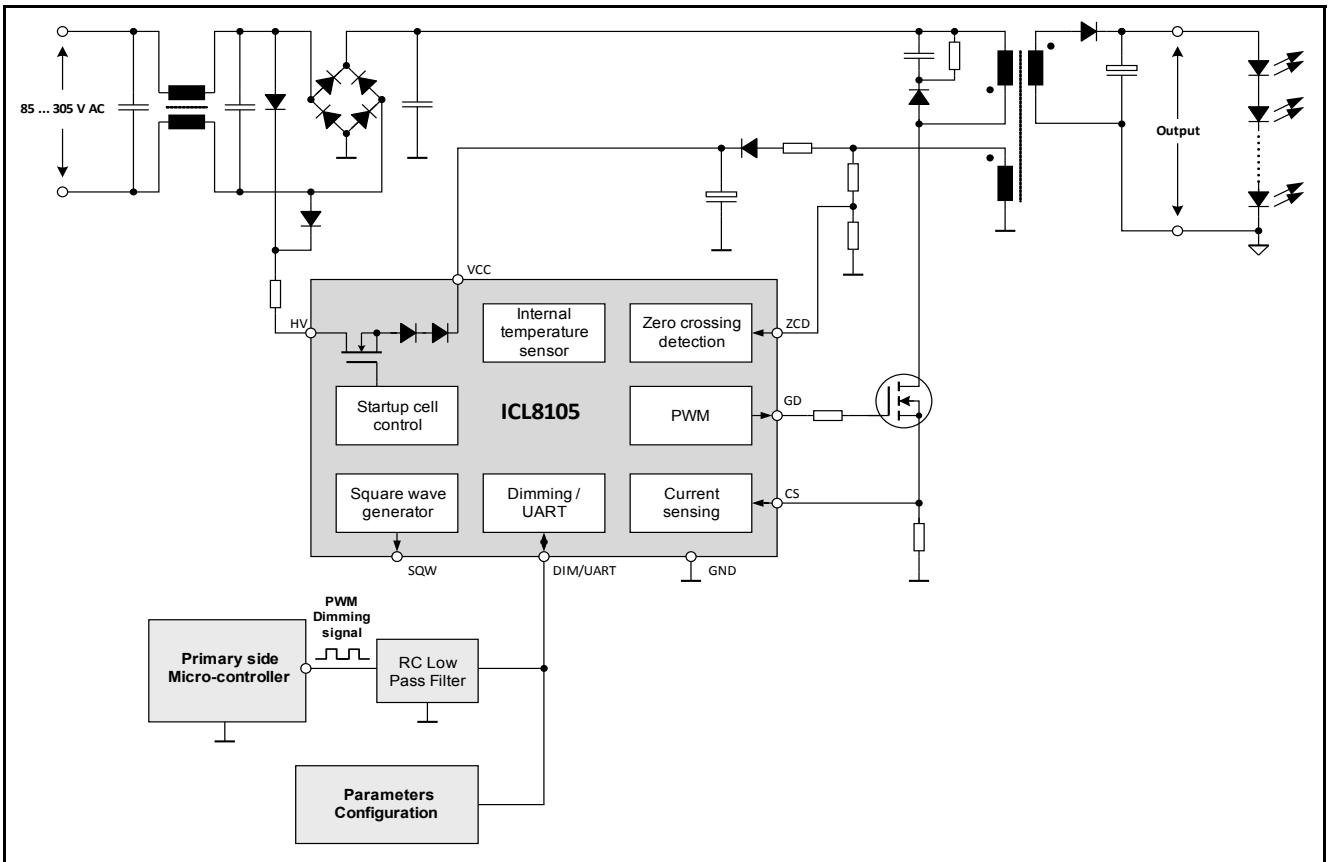 85 ... 305 V AC
Output
VCC
HV
Internal
temperature
sensor
Zero crossing
detection
ZCD
Startup cell
control
ICL8105
PWM
GD
Square wave
generator
Dimming /
UART
Current
sensing
CS
SQW
DIM/UART
GND
PWM
Dimming
signal
Primary side
Micro-controller
RC Low
Pass Filter
Parameters
Configuration